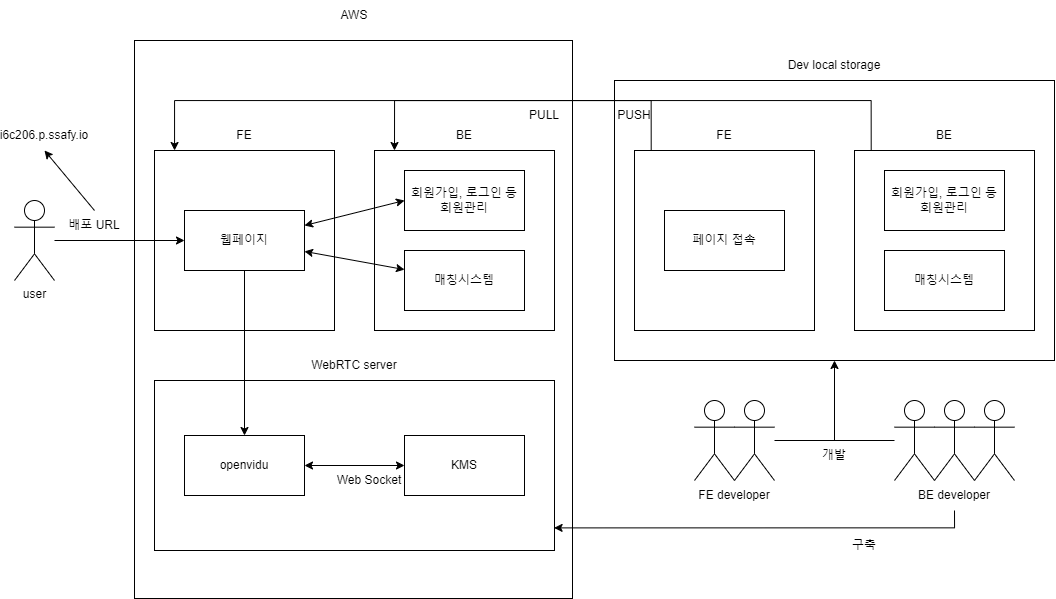 AWS
Dev local storage
PULL
PUSH
i6c206.p.ssafy.io
FE
BE
FE
BE
회원가입, 로그인 등
회원관리
회원가입, 로그인 등
회원관리
배포 URL
웹페이지
페이지 접속
매칭시스템
매칭시스템
user
WebRTC server
openvidu
KMS
Web Socket
개발
FE developer
BE developer
구축